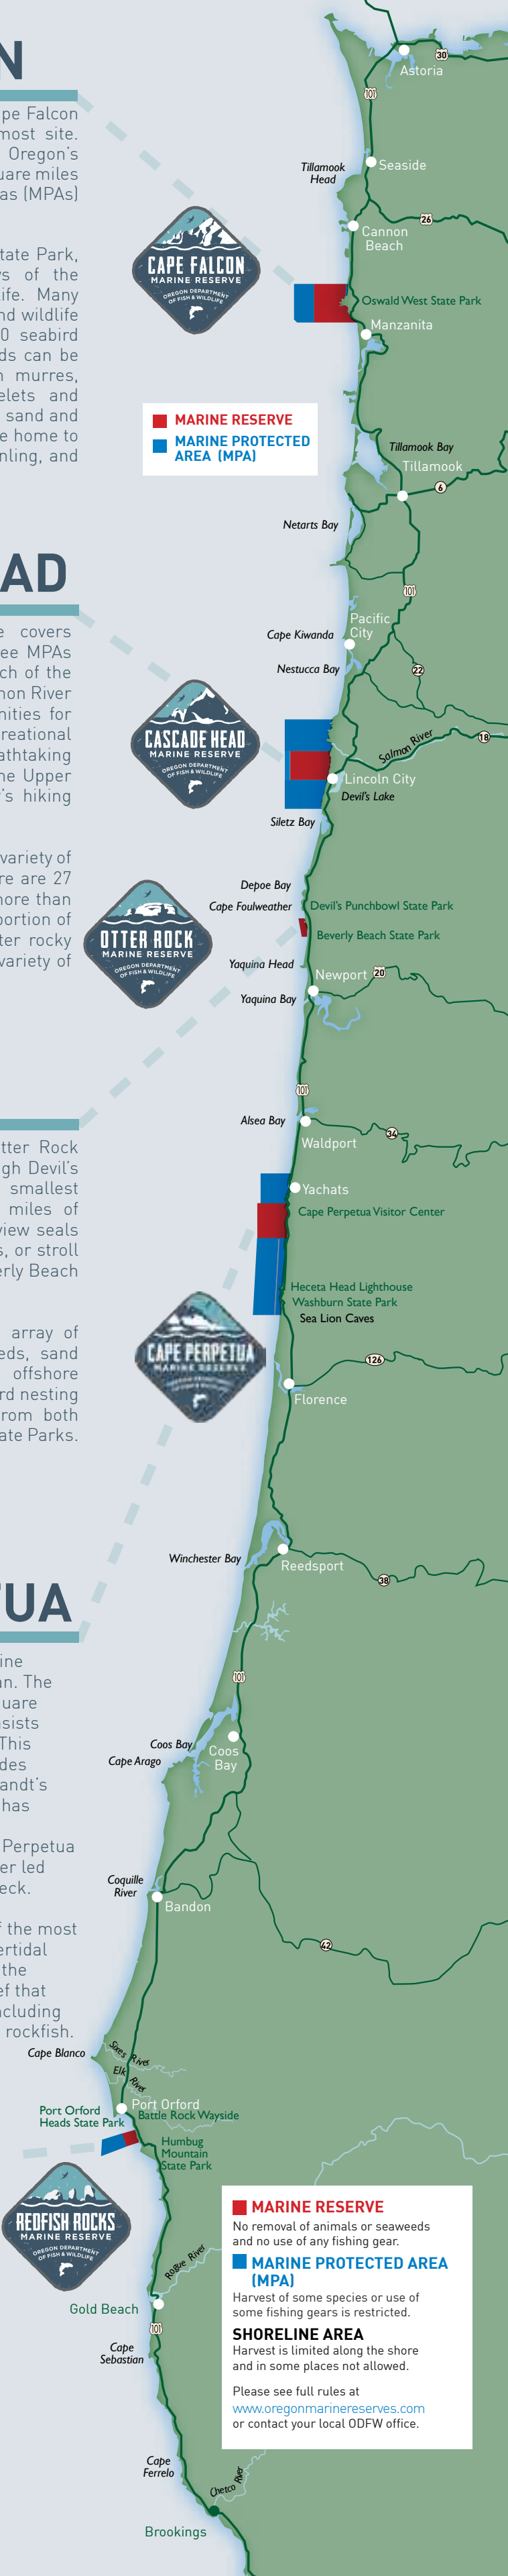 N
pe Falcon
most site.
Oregon's
uare miles
as (MPAs)
tate Park,
ys of the
ife. Many
nd wildlife
0 seabird
ds can be
n murres,
elets and
sand and
e home to
nling, and
AD
e covers
ee MPAs
ch of the
mon River
nities for
creational
athtaking
he Upper
's hiking
variety of
re are 27
more than
portion of
ter rocky
variety of
tter Rock
gh Devil's
smallest
miles of
view seals
s, or stroll
erly Beach
array of
eds, sand
offshore
rd nesting
rom both
ate Parks.
TUA
ine
an. The
uare
sists
This
des
andt's
has
Perpetua
er led
eck.
f the most
ertidal
the
ef that
ncluding
rockfish.
CAPE FALCON
MARINE RESERVE
OREGON DEPARTMENT
OF FISH & WILDLIFE
MARINE RESERVE
MARINE PROTECTED
AREA (MPA)
CASCADE HEAD
MARINE RESERVE
OREGON DEPARTMENT
OF FISH & WILDLIFE
OTTER ROCK
MARINE RESERVE
OREGON DEPARTMENT
OF FISH & WILDLIFE
CAPE PERPETUA
MARINE RESERVE
REDFISH ROCKS
MARINE RESERVE
OREGON DEPARTMENT
OF FISH & WILDLIFE
30
Astoria
101
Seaside
Tillamook
Head
26
Cannon
Beach
Oswald West State Park
Manzanita
Tillamook Bay
Tillamook
6
Netarts Bay
101
Pacific
City
Cape Kiwanda
Nestucca Bay
22
18
Salmon River
Lincoln City
Devil's Lake
Siletz Bay
Depoe Bay
Cape Foulweather
Devil's Punchbowl State Park
Beverly Beach State Park
Yaquina Head
Newport
20
Yaquina Bay
101
Alsea Bay
34
Waldport
Yachats
Cape Perpetua Visitor Center
Heceta Head Lighthouse
Washburn State Park
Sea Lion Caves
126
Florence
Winchester Bay
Reedsport
38
101
Coos Bay
Coos
Bay
Cape Arago
Coquille
River
Bandon
42
Cape Blanco
Sixes River
Elk River
Port Orford
Battle Rock Wayside
Port Orford
Heads State Park
Humbug
Mountain
State Park
Rogue River
Gold Beach
101
Cape
Sebastian
Cape
Ferrelo
Chetco River
Brookings
MARINE RESERVE
No removal of animals or seaweeds
and no use of any fishing gear.
MARINE PROTECTED AREA
(MPA)
Harvest of some species or use of
some fishing gears is restricted.
SHORELINE AREA
Harvest is limited along the shore
and in some places not allowed.
Please see full rules at
www.oregonmarinereserves.com
or contact your local ODFW office.